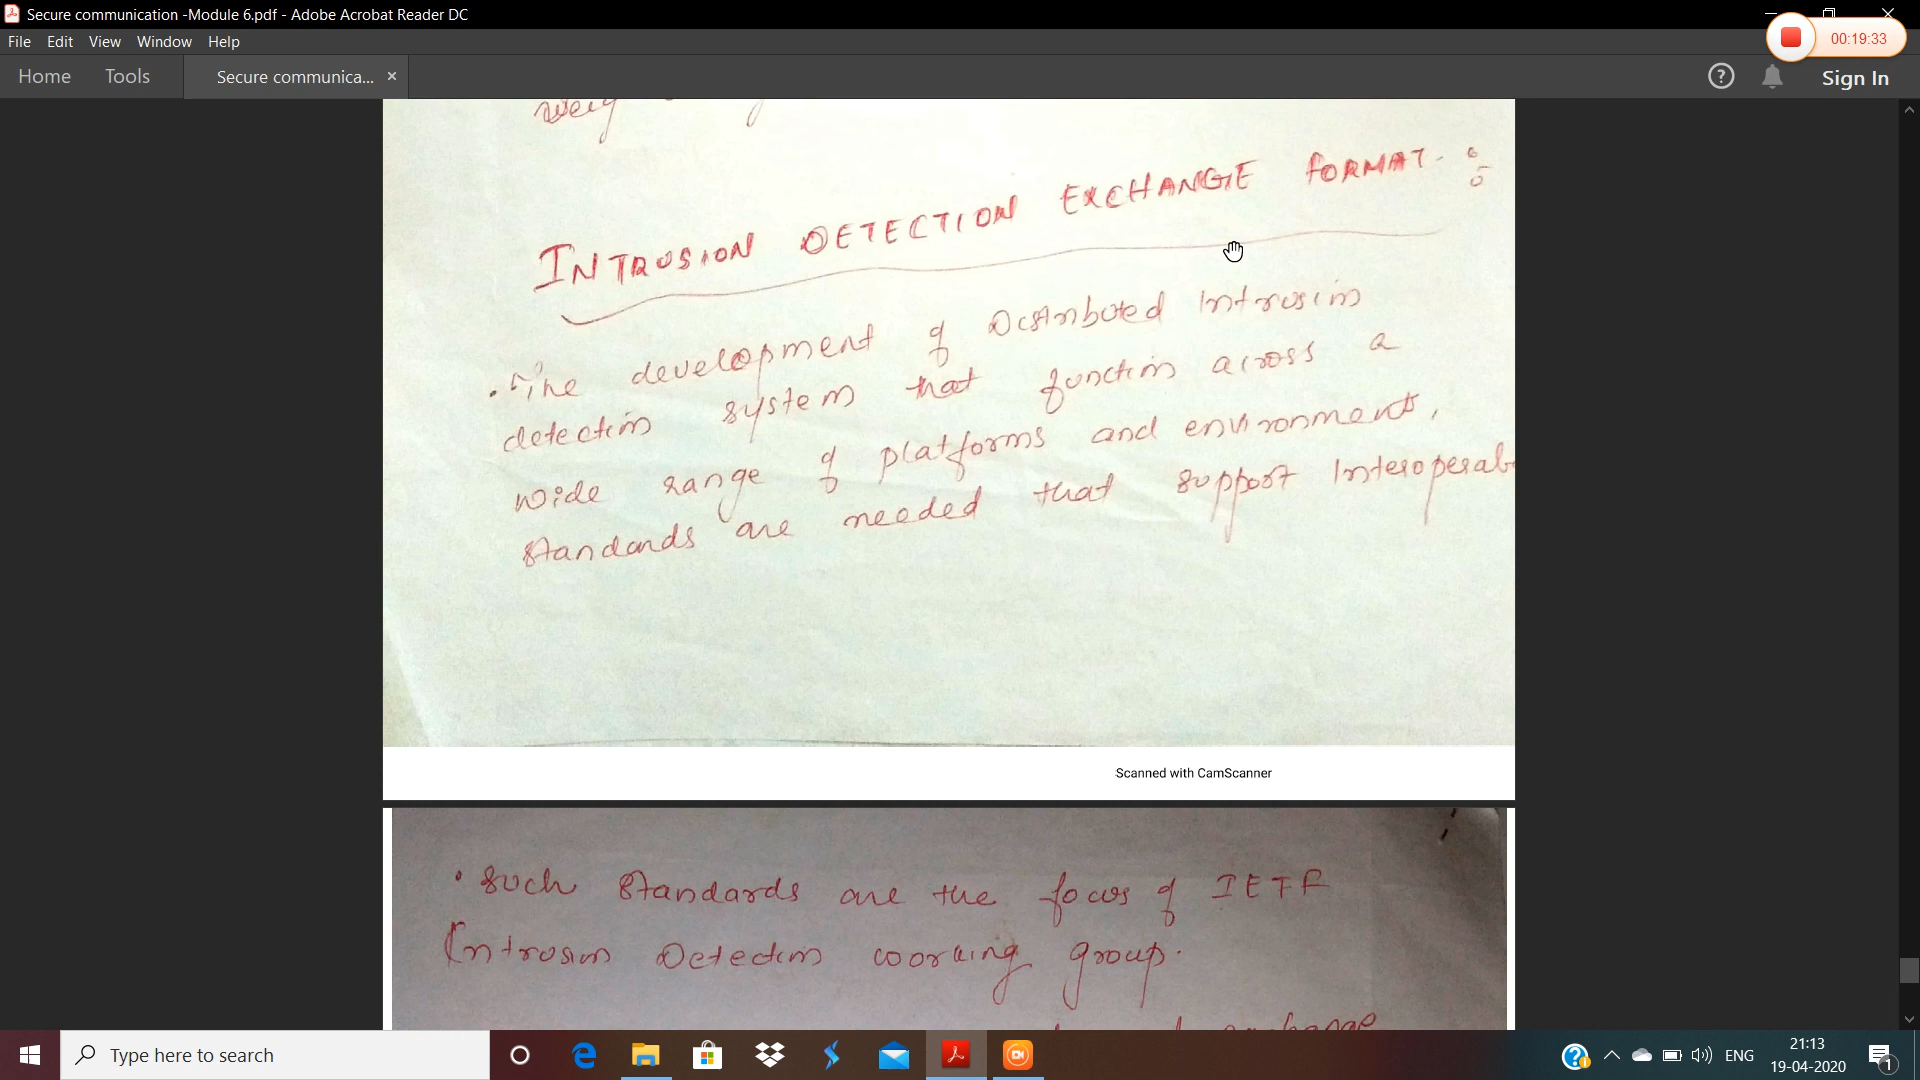 Secure communication -Module 6.pdf - Adobe Acrobat Reader DC
00:19:33
File Edit View Window Help
Home Tools Secure communica... × Sign In
INTRUSION DETECTION EXCHANGE FORMAT :
. The development of Distributed Intrusion
detection system that function across a
wide range of platforms and environments,
standards are needed that support Interoperab
Scanned with CamScanner
. Such standards are the focus of IETF
Intrusion Detection working group.
exchange
Type here to search
ENG 21:13
19-04-2020
1